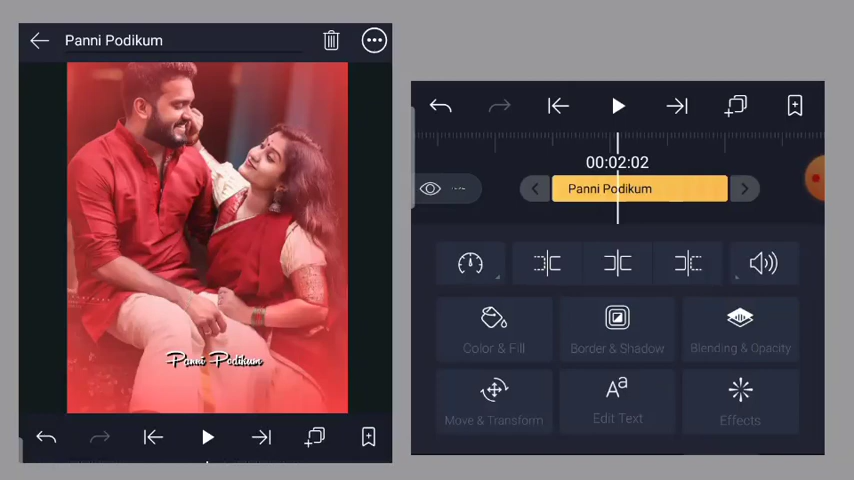 Panni Podikum
Panni Podikum
00:02:02
Panni Podikum
Color & Fill
Border & Shadow
Blending & Opacity
Move & Transform
Aa
Edit Text
Effects